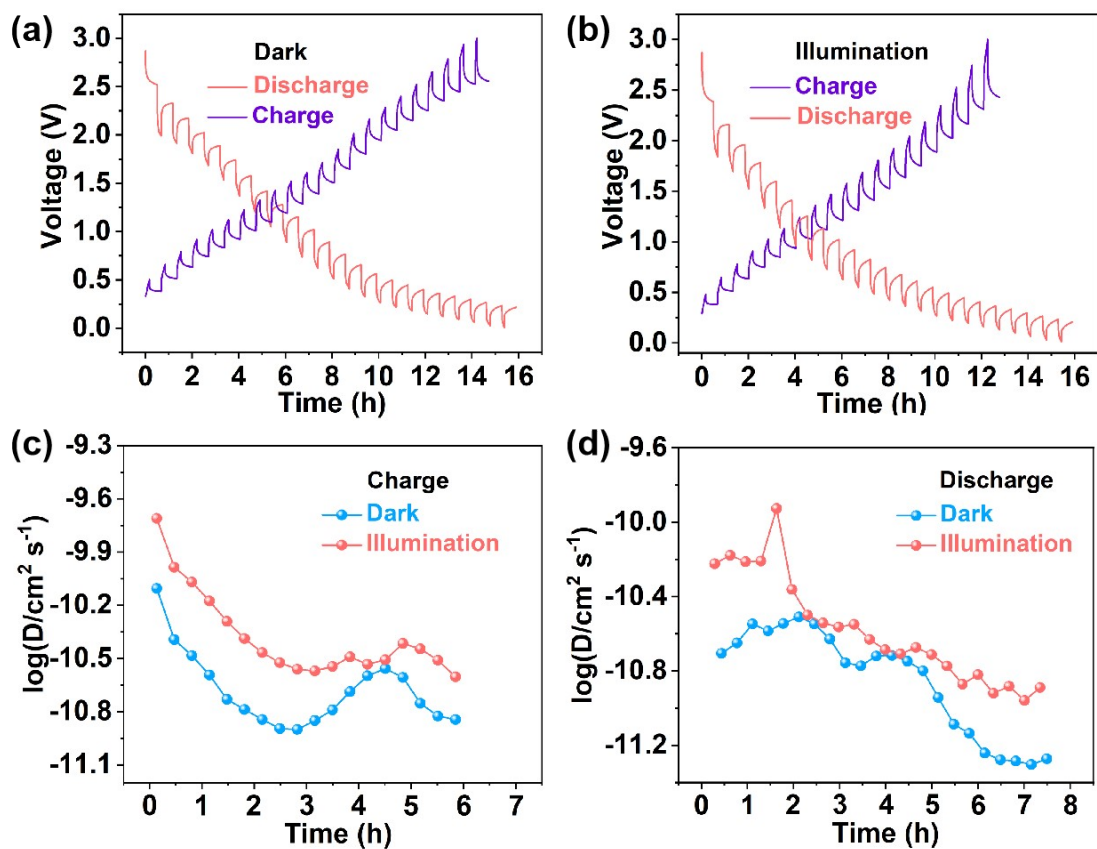 (a)
Dark
Discharge
Charge
Voltage (V)
3.0
2.5
2.0
1.5
1.0
0.5
0.0
0 2 4 6 8 10 12 14 16
Time (h)
(b)
Illumination
Charge
Discharge
Voltage (V)
3.0
2.5
2.0
1.5
1.0
0.5
0.0
0 2 4 6 8 10 12 14 16
Time (h)
(c)
Charge
Dark
Illumination
log(D/cm² s⁻¹)
-9.3
-9.6
-9.9
-10.2
-10.5
-10.8
-11.1
0 1 2 3 4 5 6 7
Time (h)
(d)
Discharge
Dark
Illumination
log(D/cm² s⁻¹)
-9.6
-10.0
-10.4
-10.8
-11.2
0 1 2 3 4 5 6 7 8
Time (h)